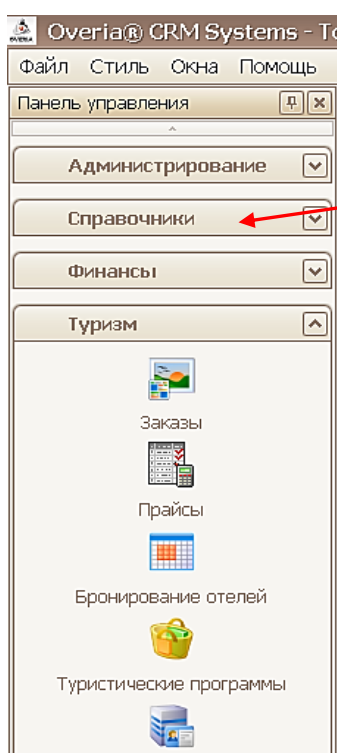 Overia® CRM Systems - To
Файл Стиль Окна Помощь
Панель управления
Администрирование
Справочники
Финансы
Туризм
Заказы
Прайсы
Бронирование отелей
Туристические программы